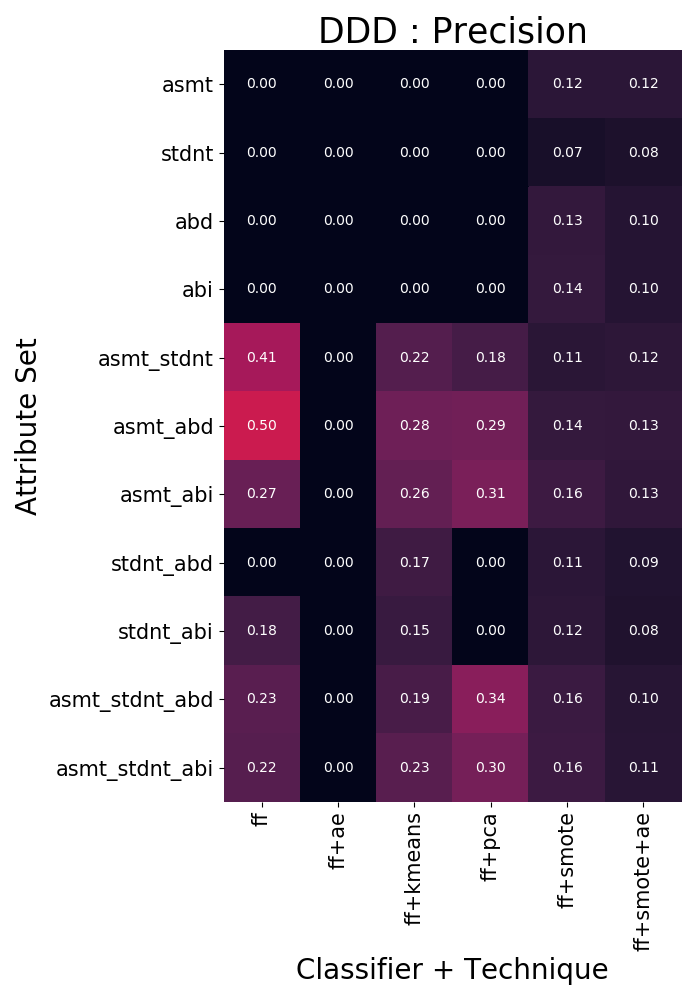 DDD : Precision
Attribute Set
asmt 0.00 0.00 0.00 0.00 0.12 0.12
stdnt 0.00 0.00 0.00 0.00 0.07 0.08
abd 0.00 0.00 0.00 0.00 0.13 0.10
abi 0.00 0.00 0.00 0.00 0.14 0.10
asmt_stdnt 0.41 0.00 0.22 0.18 0.11 0.12
asmt_abd 0.50 0.00 0.28 0.29 0.14 0.13
asmt_abi 0.27 0.00 0.26 0.31 0.16 0.13
stdnt_abd 0.00 0.00 0.17 0.00 0.11 0.09
stdnt_abi 0.18 0.00 0.15 0.00 0.12 0.08
asmt_stdnt_abd 0.23 0.00 0.19 0.34 0.16 0.10
asmt_stdnt_abi 0.22 0.00 0.23 0.30 0.16 0.11
ff
ff+ae
ff+kmeans
ff+pca
ff+smote
ff+smote+ae
Classifier + Technique